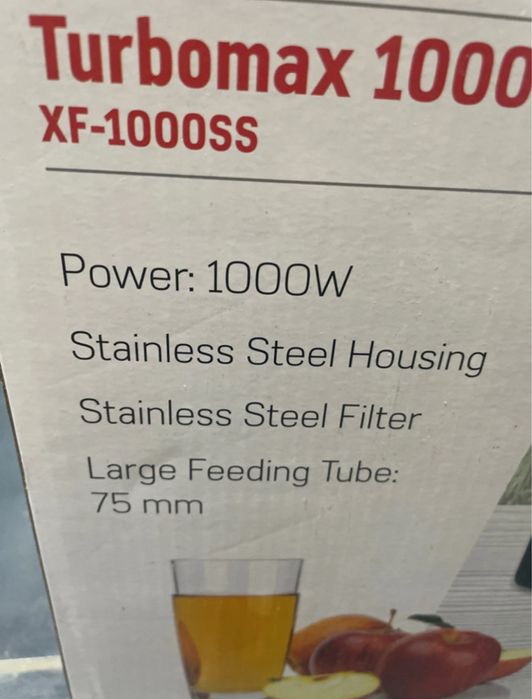 Turbomax 1000
XF-1000SS
Power: 1000W
Stainless Steel Housing
Stainless Steel Filter
Large Feeding Tube:
75 mm